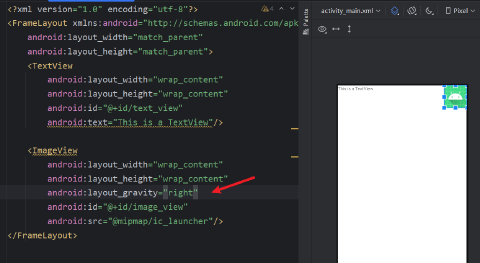 <?xml version="1.0" encoding="utf-8"?>
<FrameLayout xmlns:android="http://schemas.android.com/apk
android:layout_width="match_parent"
android:layout_height="match_parent">
<TextView
android:layout_width="wrap_content"
android:layout_height="wrap_content"
android:id="@+id/text_view"
android:text="This is a TextView"/>
<ImageView
android:layout_width="wrap_content"
android:layout_height="wrap_content"
android:layout_gravity="right"
android:id="@+id/image_view"
android:src="@mipmap/ic_launcher"/>
</FrameLayout>
Palette
activity_main.xml
Pixel
This is a TextView